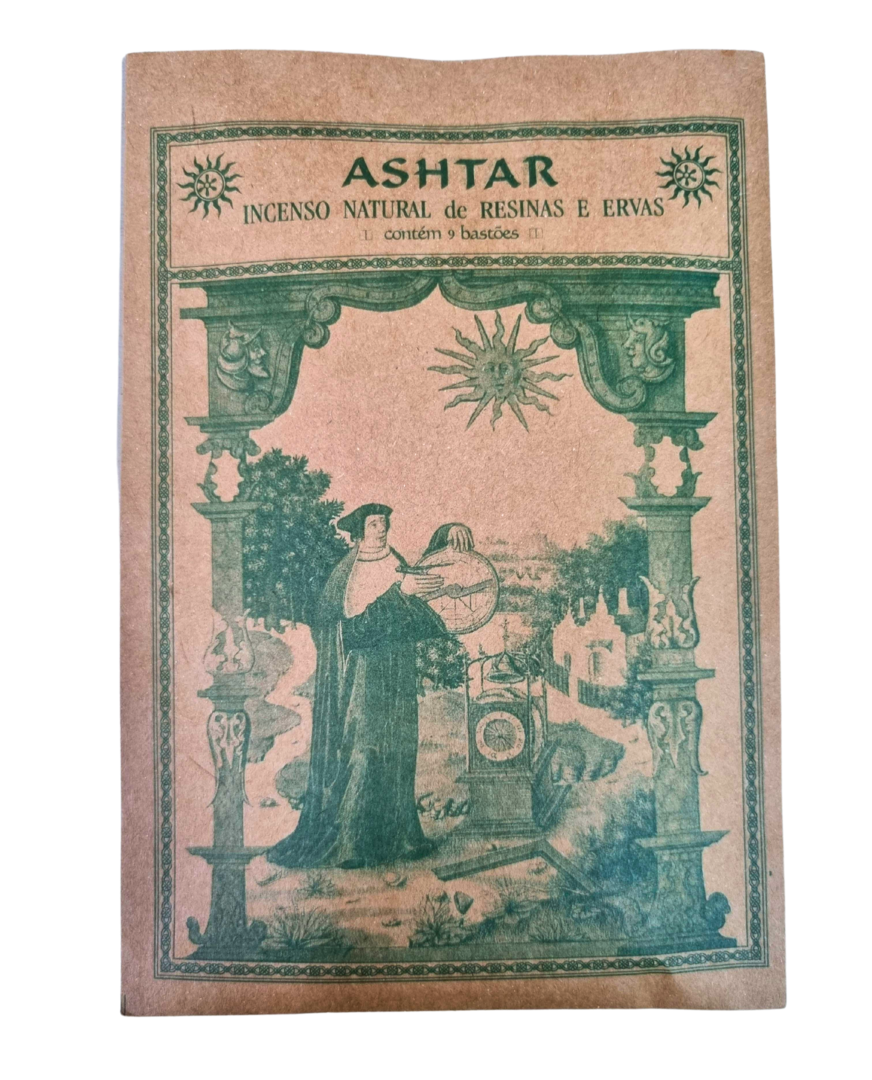 ASHTAR
INCENSO NATURAL de RESINAS E ERVAS
contém 9 bastões